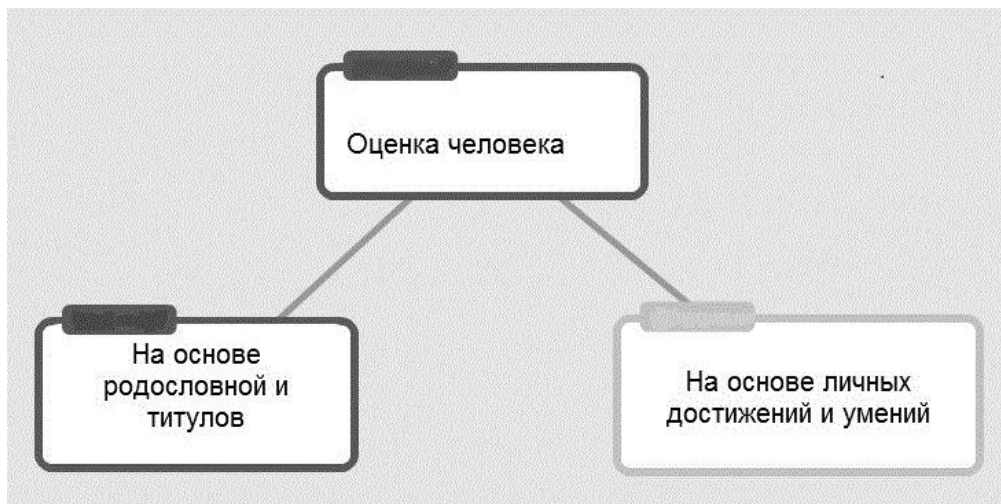 Оценка человека
На основе
родословной и
титулов
На основе личных
достижений и умений